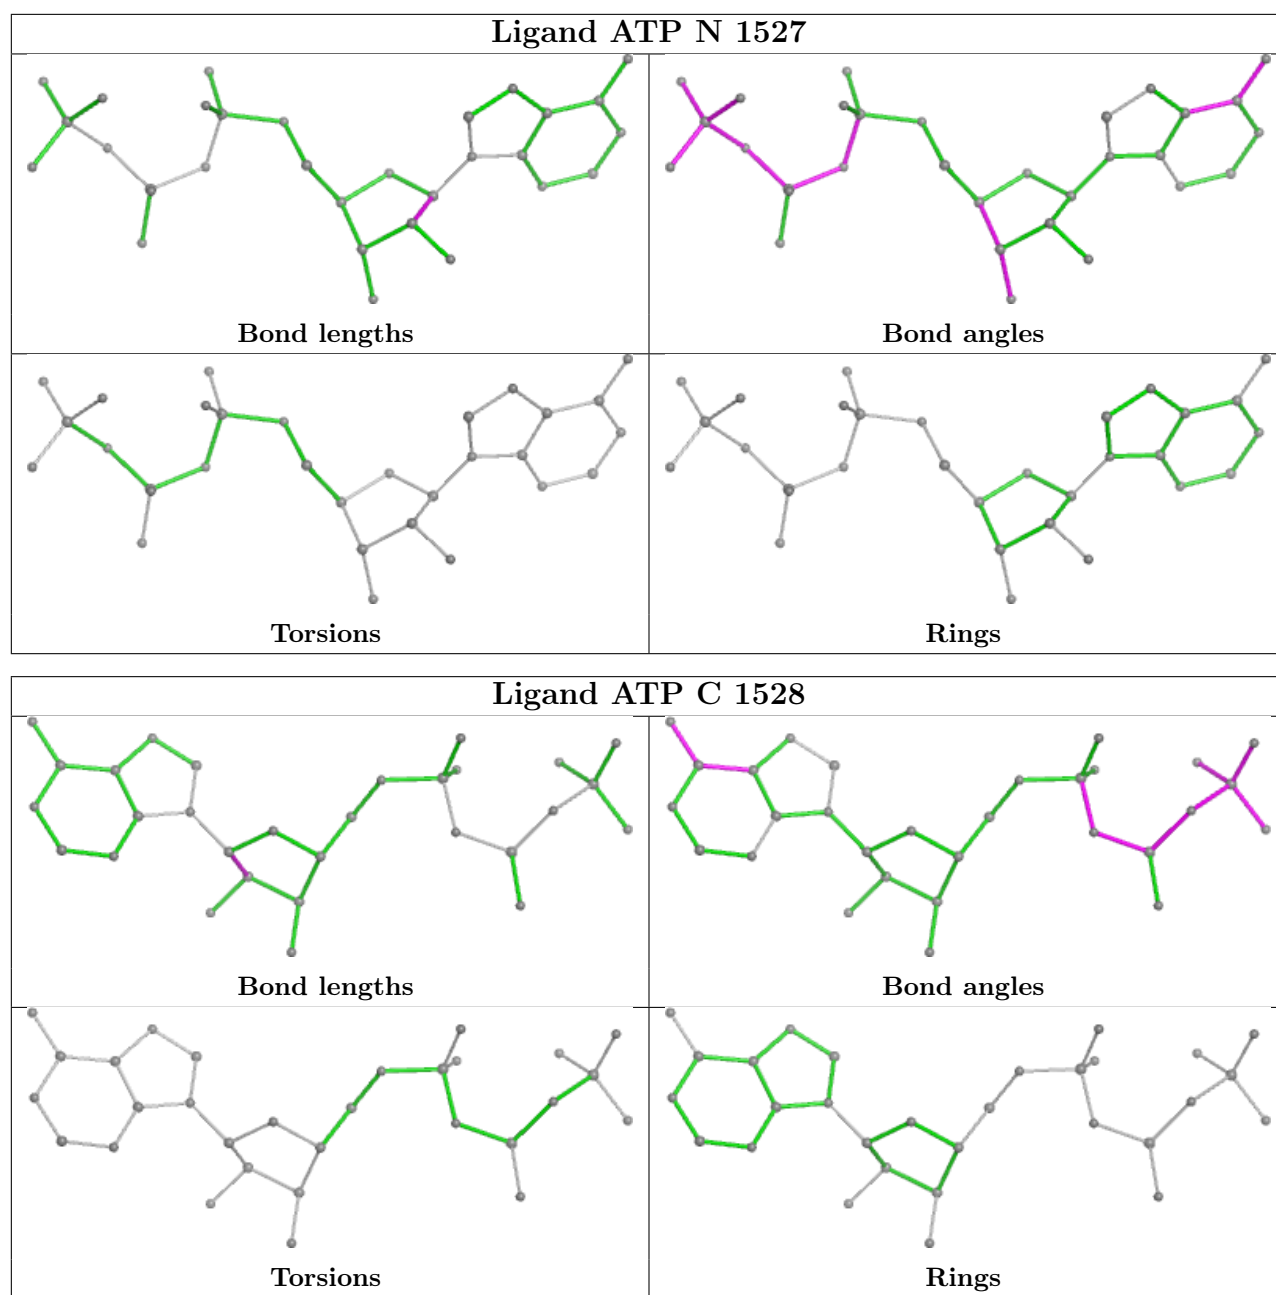 Ligand ATP N 1527
Bond lengths
Bond angles
Torsions
Rings
Ligand ATP C 1528
Bond lengths
Bond angles
Torsions
Rings